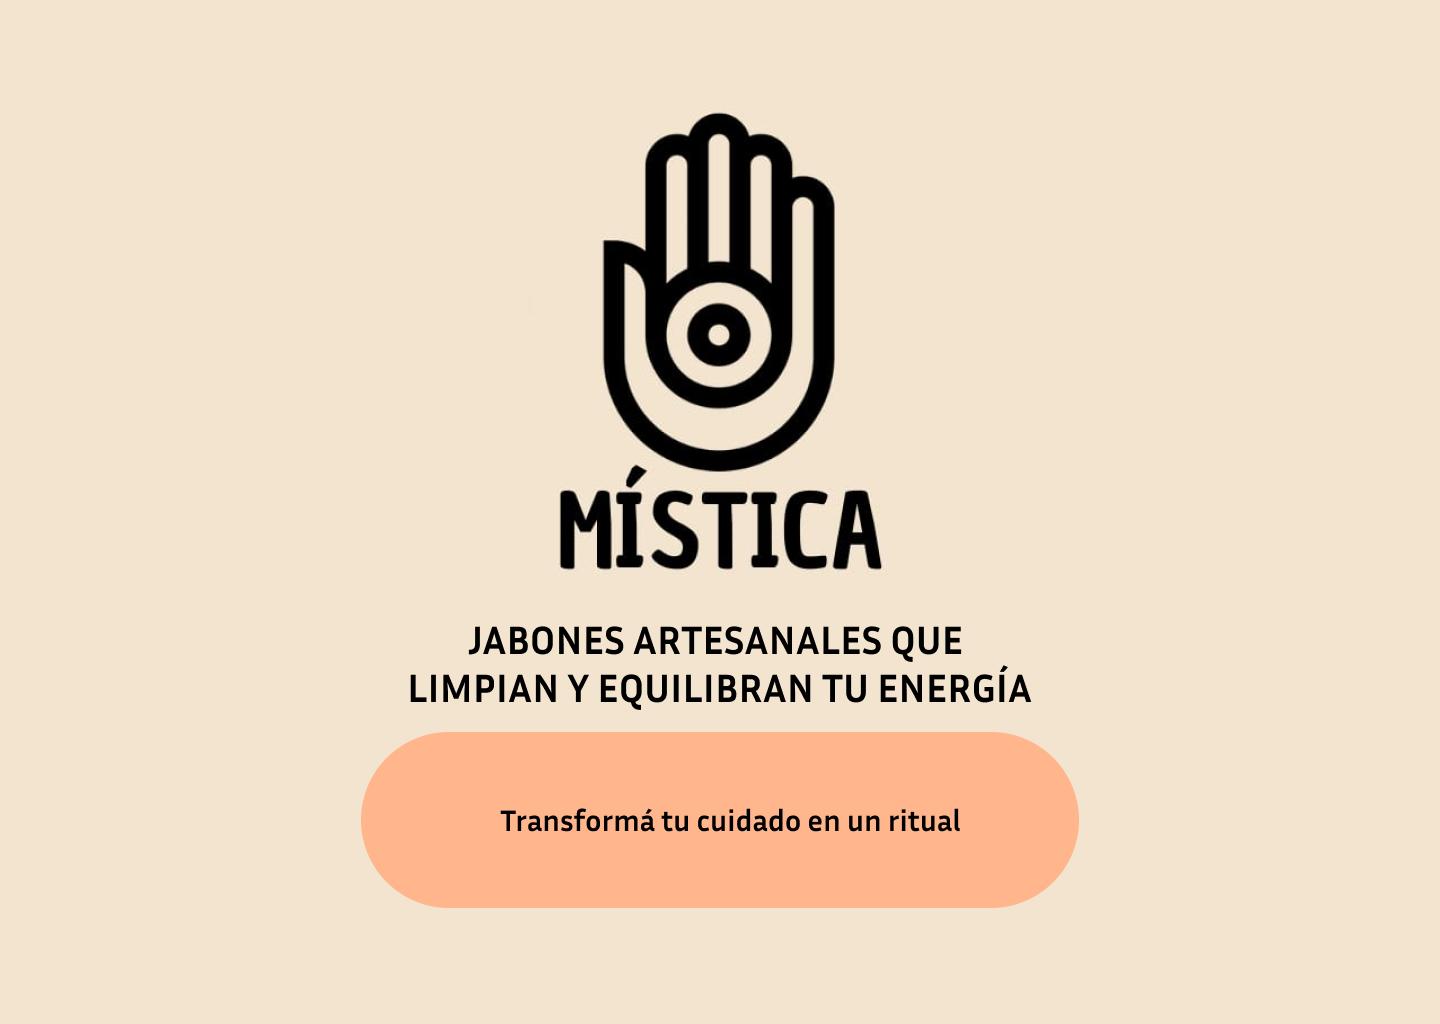 MÍSTICA
JABONES ARTESANALES QUE
LIMPIAN Y EQUILIBRAN TU ENERGÍA
Transformá tu cuidado en un ritual